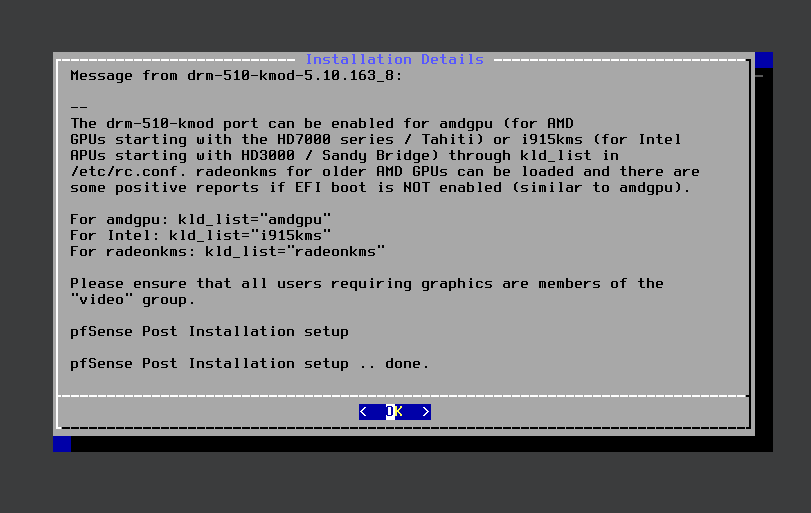 Installation Details
Message from drm-510-kmod-5.10.163_8:
--
The drm-510-kmod port can be enabled for amdgpu (for AMD
GPUs starting with the HD7000 series / Tahiti) or i915kms (for Intel
APUs starting with HD3000 / Sandy Bridge) through kld_list in
/etc/rc.conf. radeonkms for older AMD GPUs can be loaded and there are
some positive reports if EFI boot is NOT enabled (similar to amdgpu).
For amdgpu: kld_list="amdgpu"
For Intel: kld_list="i915kms"
For radeonkms: kld_list="radeonkms"
Please ensure that all users requiring graphics are members of the
"video" group.
pfSense Post Installation setup
pfSense Post Installation setup .. done.
< OK >